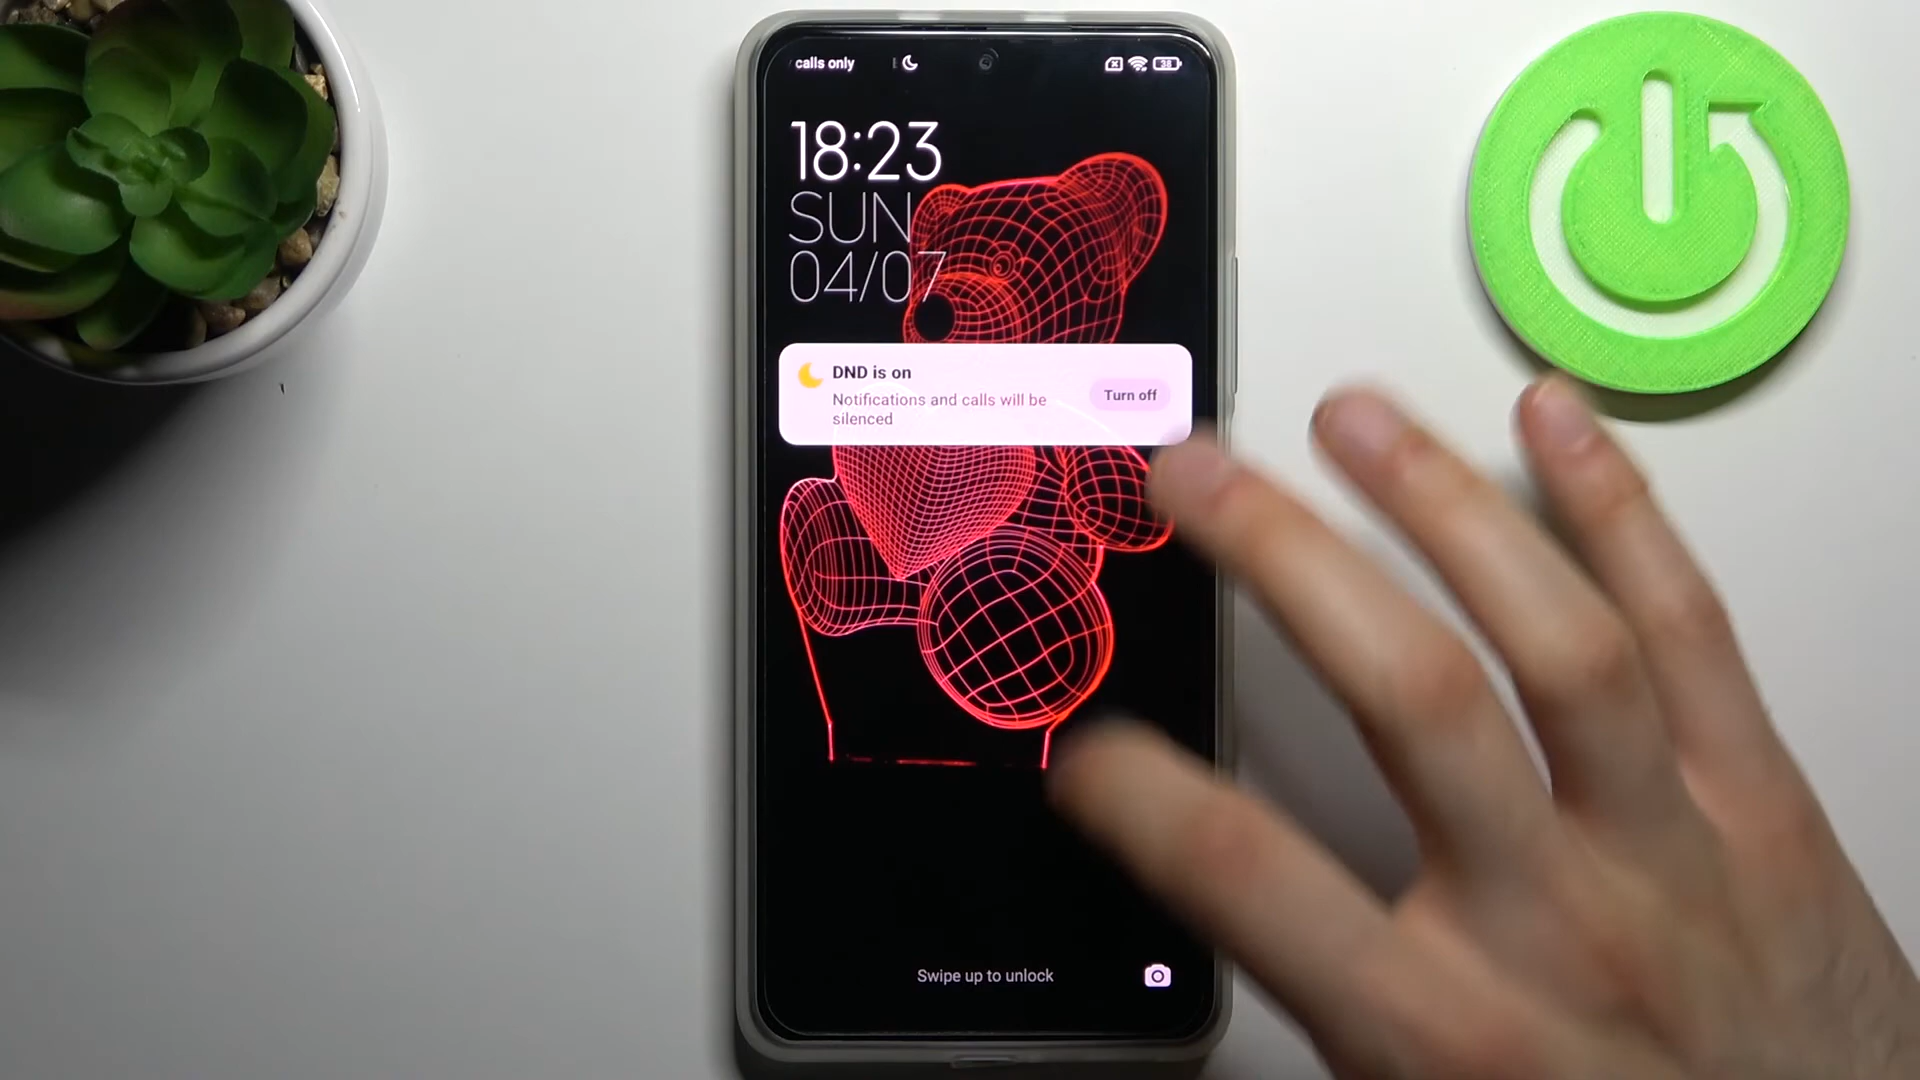 calls only
38
18:23
SUN
04/07
DND is on
Notifications and calls will be
silenced
Turn off
Swipe up to unlock